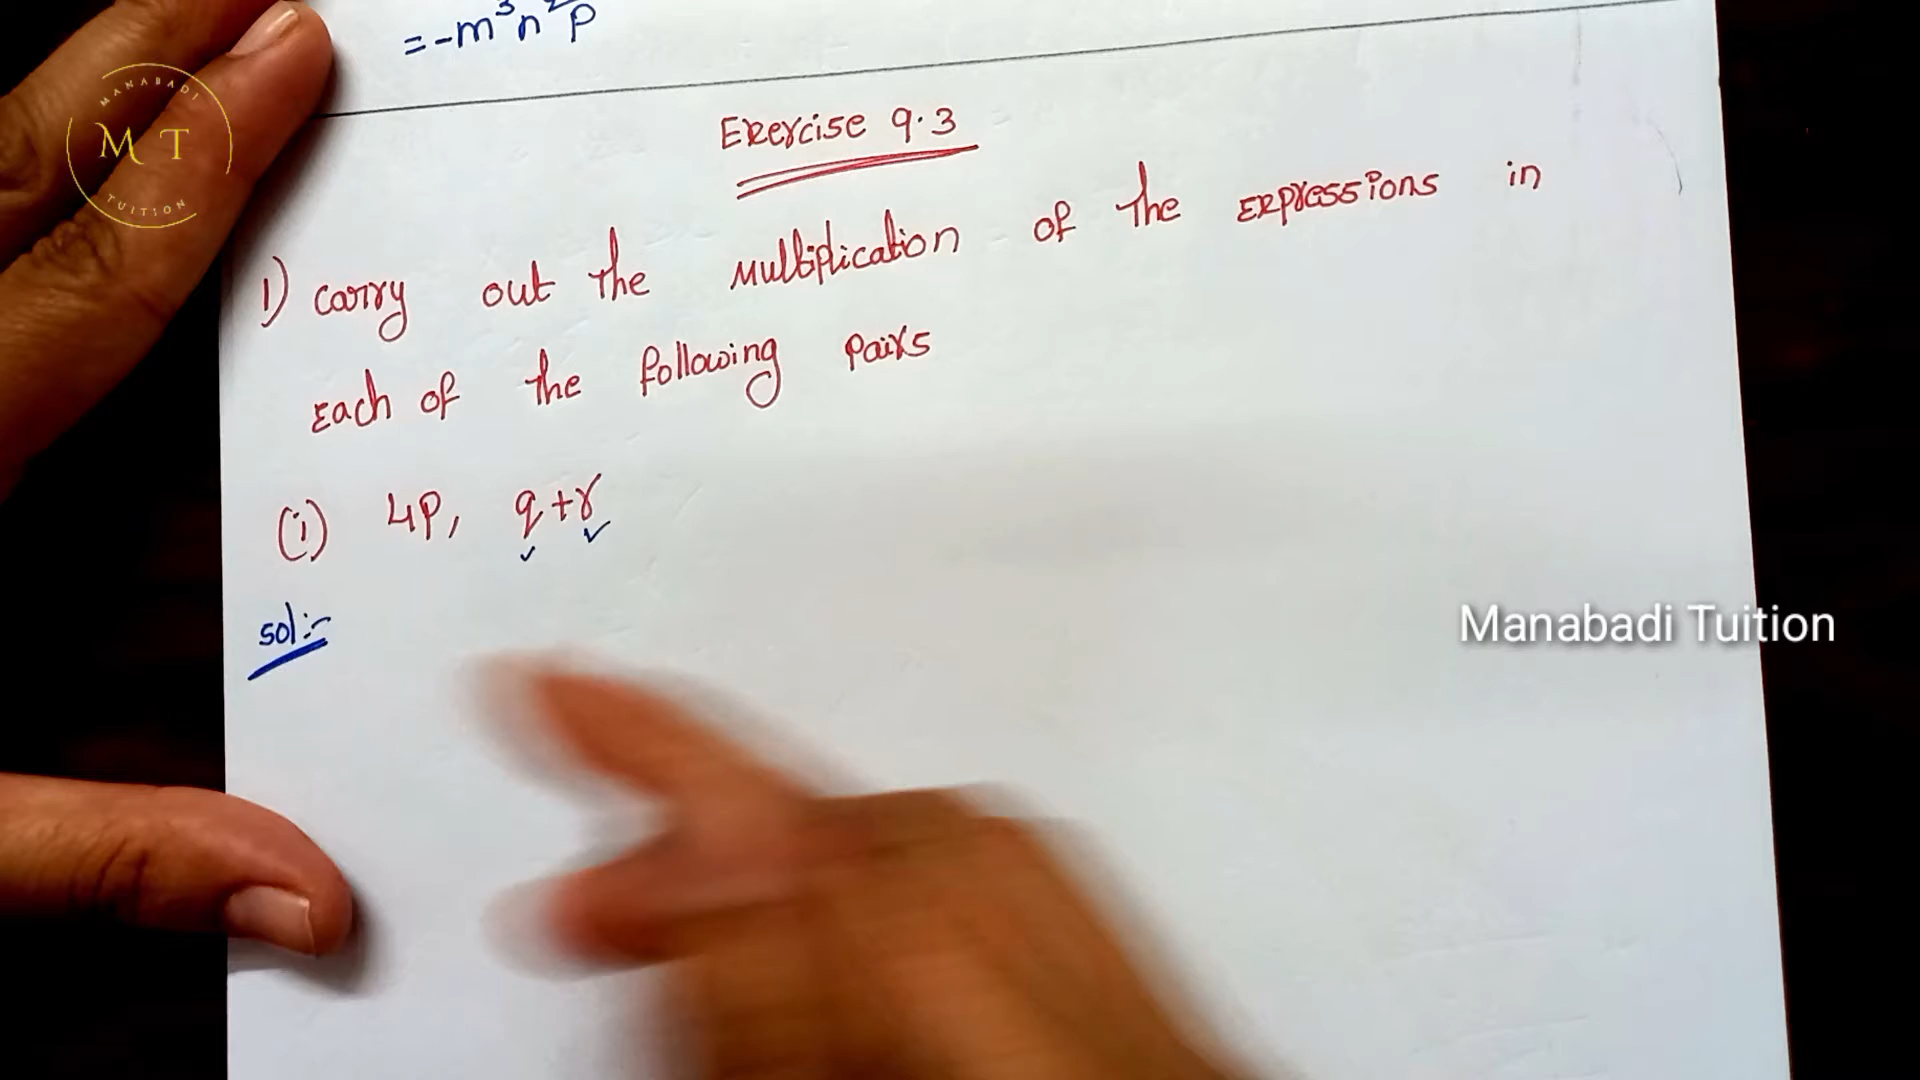 = -m³n²p
MANABADI
MT
TUITION
Exercise 9.3
1) carry out the Multiplication of the Expressions in
Each of the following pairs
(i) 4p, q+r
Manabadi Tuition
sol:-